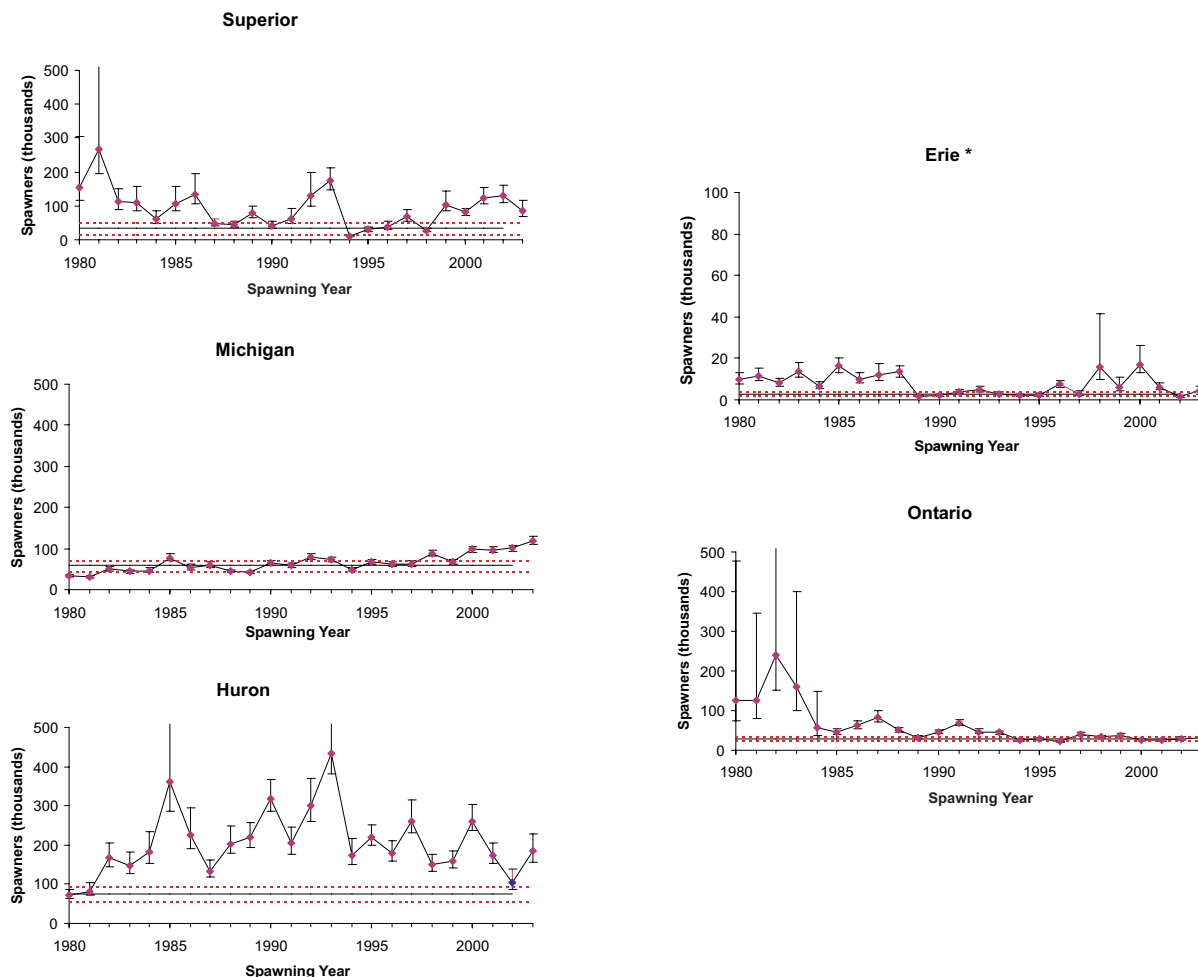 Superior
Spawners (thousands)
500
400
300
200
100
0
1980 1985 1990 1995 2000
Spawning Year
Michigan
Spawners (thousands)
500
400
300
200
100
0
1980 1985 1990 1995 2000
Spawning Year
Huron
Spawners (thousands)
500
400
300
200
100
0
1980 1985 1990 1995 2000
Spawning Year
Erie *
Spawners (thousands)
100
80
60
40
20
0
1980 1985 1990 1995 2000
Spawning Year
Ontario
Spawners (thousands)
500
400
300
200
100
0
1980 1985 1990 1995 2000
Spawning Year